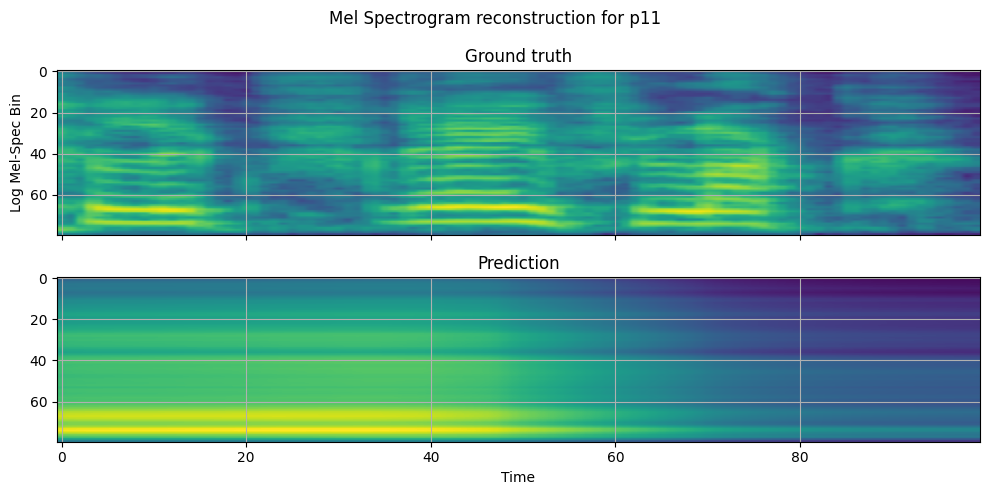 Mel Spectrogram reconstruction for p11
Ground truth
0
20
40
60
Log Mel-Spec Bin
Prediction
0
20
40
60
0 20 40 60 80
Time